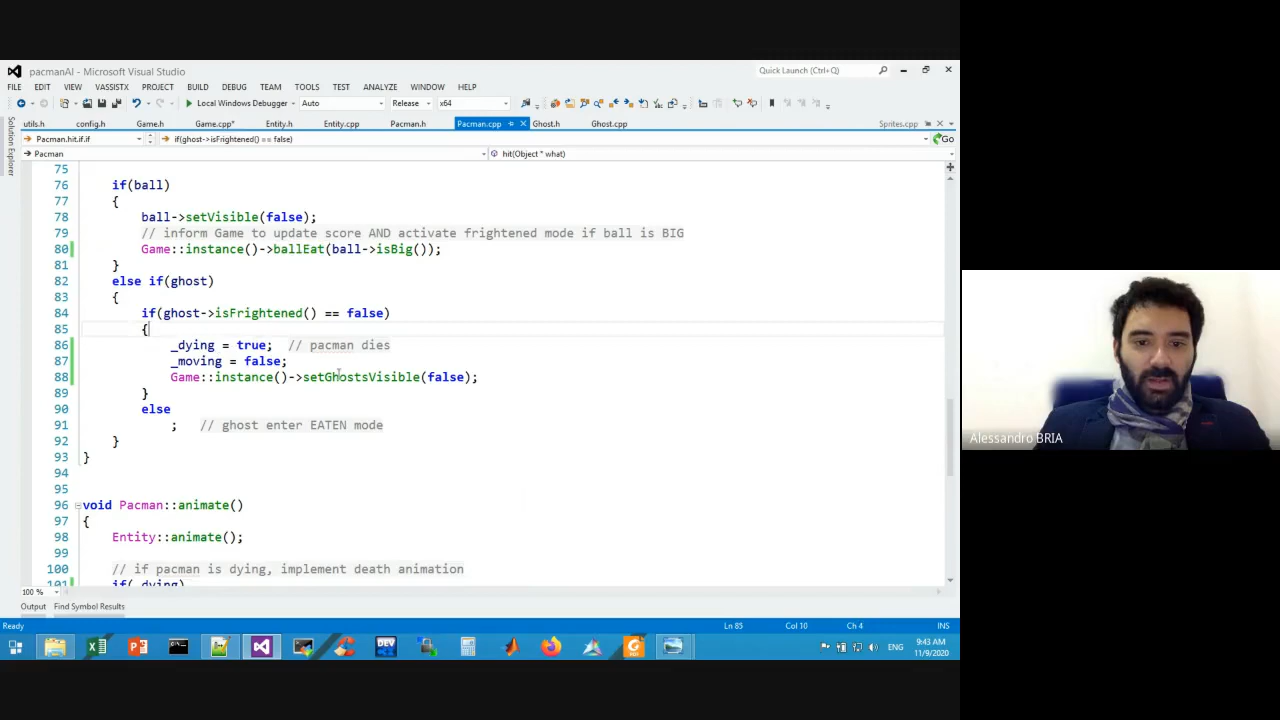 pacmanAI - Microsoft Visual Studio
Quick Launch (Ctrl+Q)
FILE EDIT VIEW VASSISTX PROJECT BUILD DEBUG TEAM TOOLS TEST ANALYZE WINDOW HELP
Local Windows Debugger Auto Release x64
utils.h config.h Game.h Game.cpp* Entity.h Entity.cpp Pacman.h Pacman.cpp Ghost.h Ghost.cpp Sprites.cpp
Pacman.hit.if.if if(ghost->isFrightened() == false) Go
Pacman hit(Object * what)
75
76 if(ball)
77 {
78 ball->setVisible(false);
79 // inform Game to update score AND activate frightened mode if ball is BIG
80 Game::instance()->ballEat(ball->isBig());
81 }
82 else if(ghost)
83 {
84 if(ghost->isFrightened() == false)
85 {
86 _dying = true; // pacman dies
87 _moving = false;
88 Game::instance()->setGhostsVisible(false);
89 }
90 else
91 ; // ghost enter EATEN mode
92 }
93 }
94
95
96 void Pacman::animate()
97 {
98 Entity::animate();
99
100 // if pacman is dying, implement death animation
101 if(_dying)
100 %
Output Find Symbol Results
Ready Ln 85 Col 10 Ch 4 INS
DEV
ENG
9:43 AM
11/9/2020
Solution Explorer
Alessandro BRIA